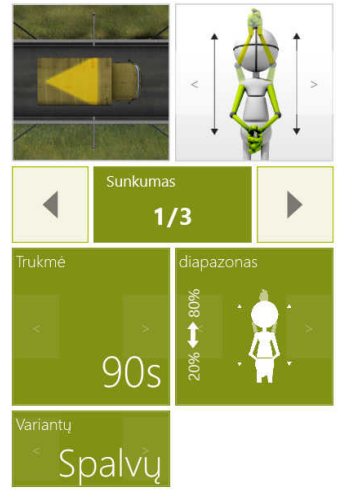 Sunkumas
1/3
Trukmė
90s
diapazonas
20% 80%
Variantų
Spalvų